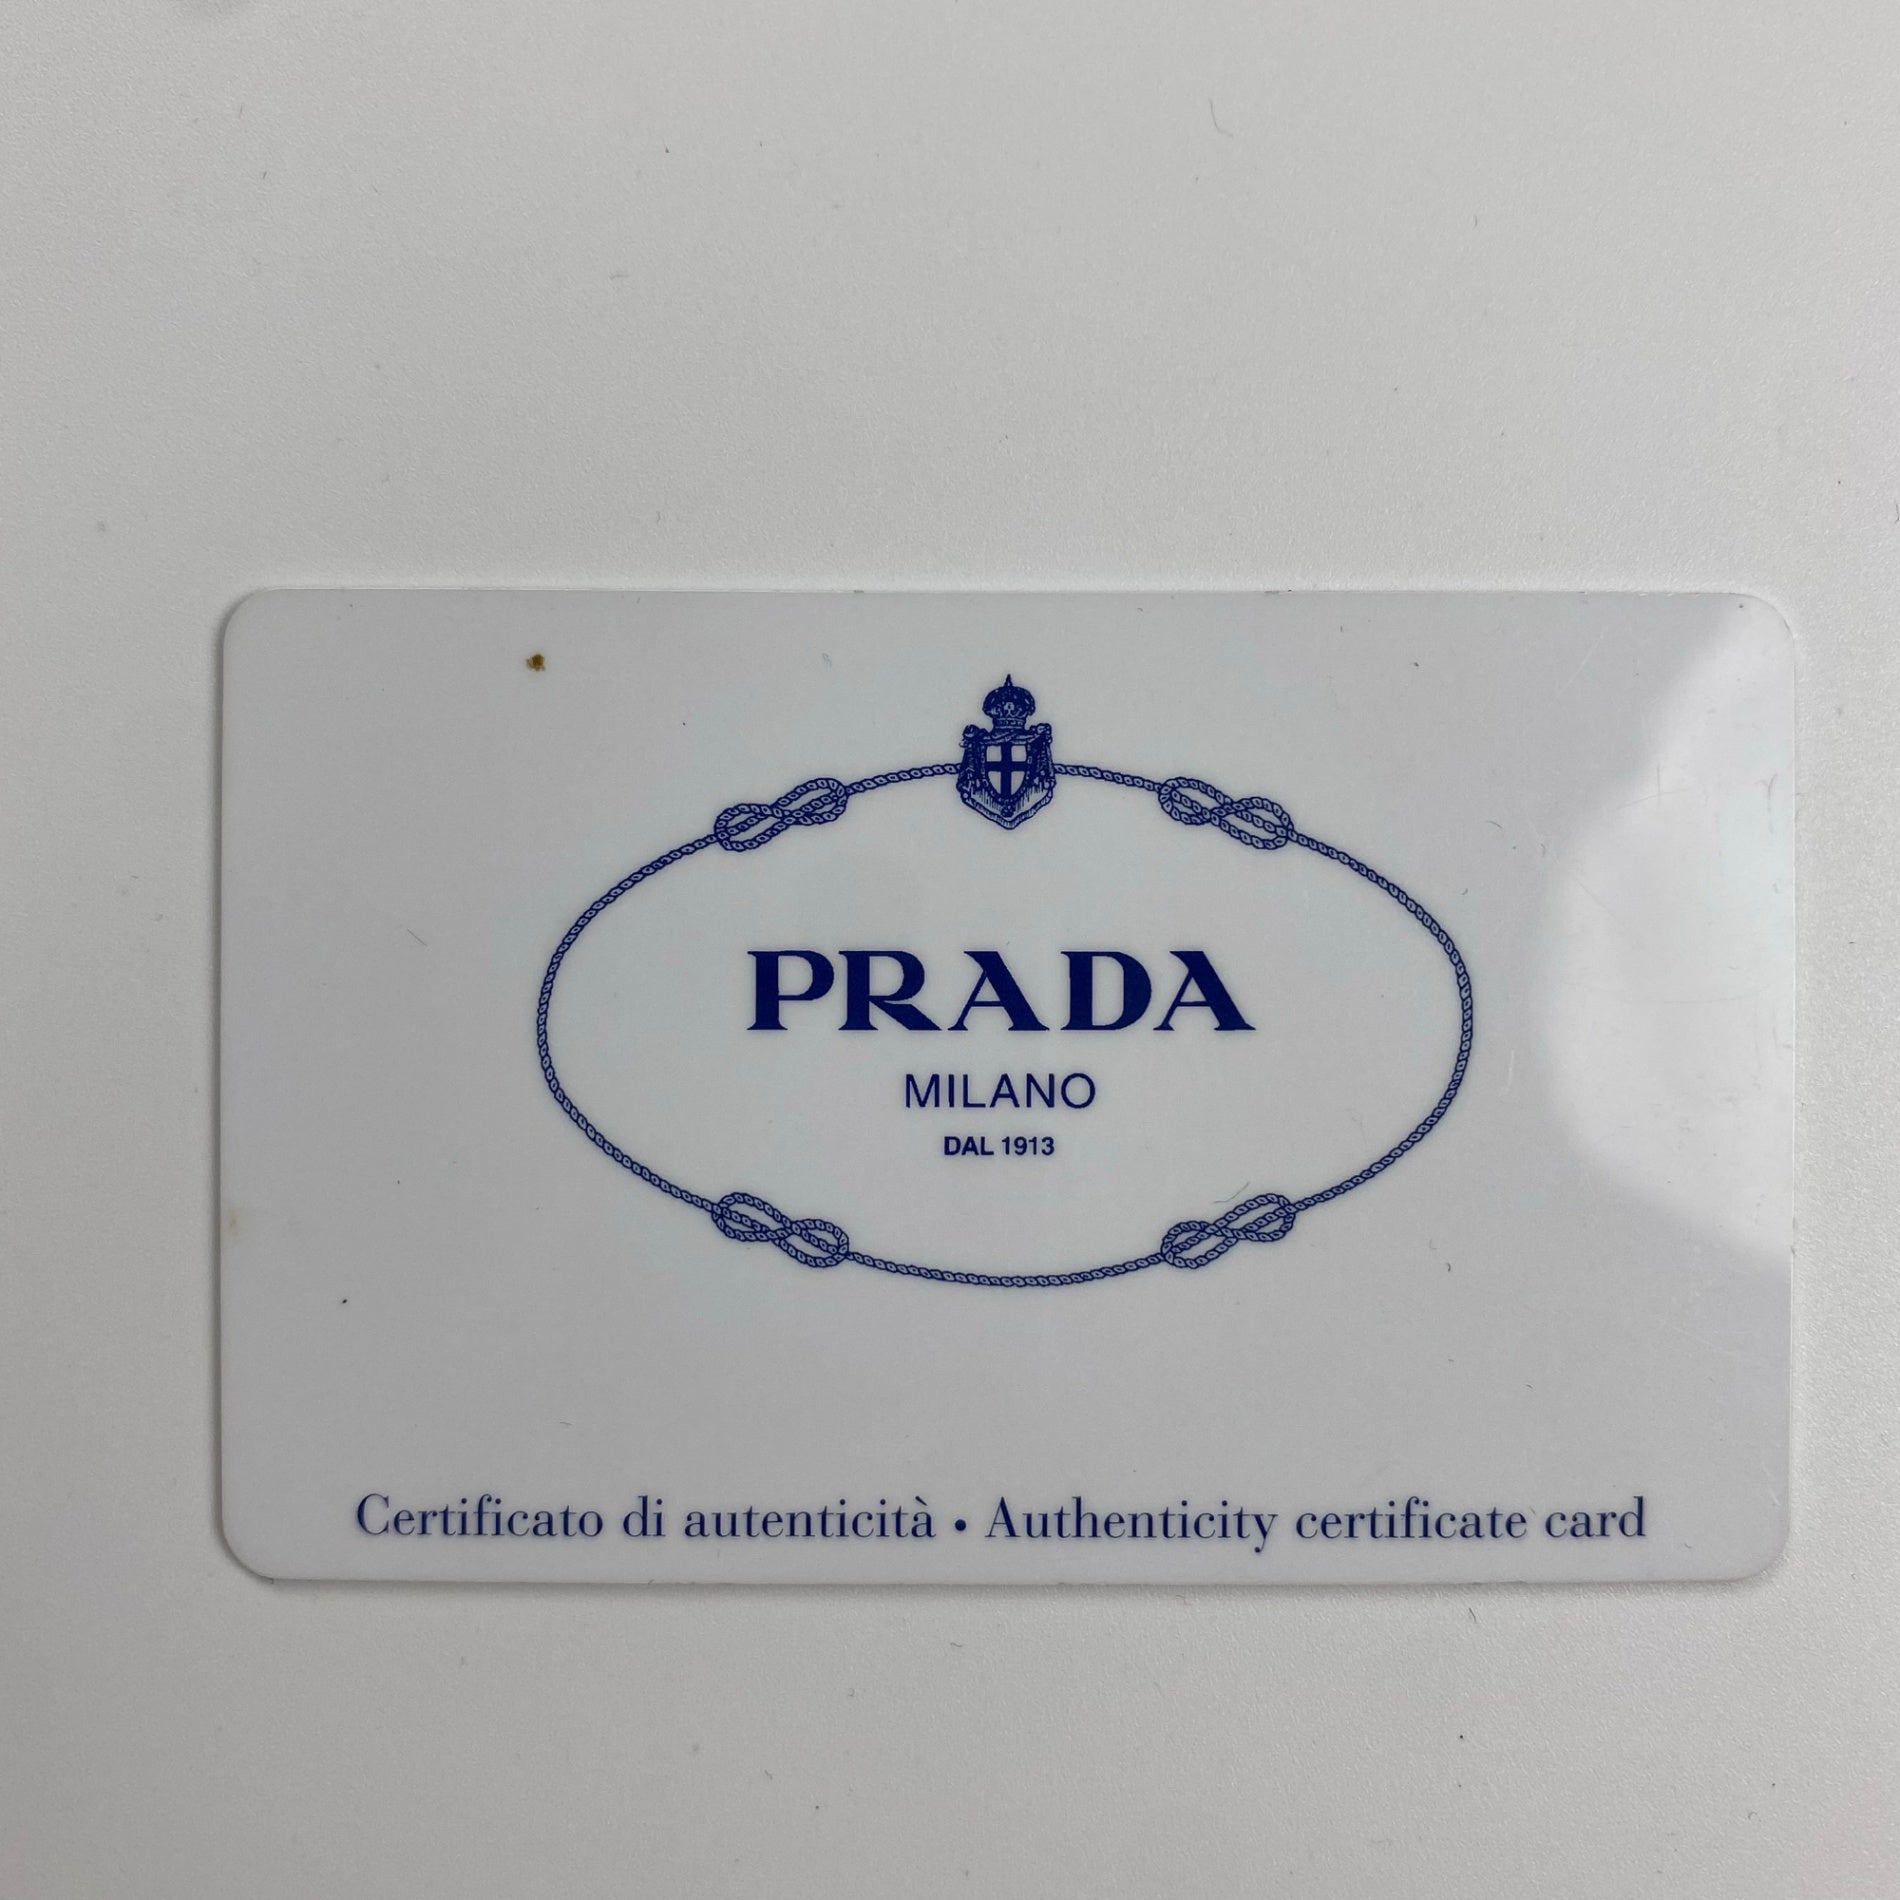 PRADA
MILANO
DAL 1913
Certificato di autenticità • Authenticity certificate card